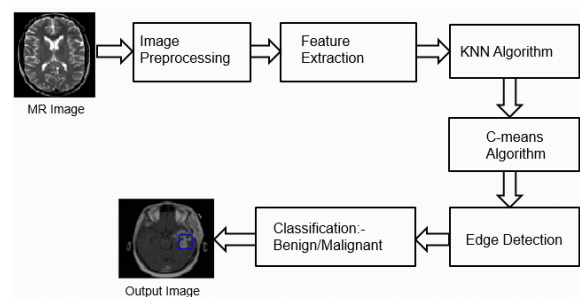 Image
Preprocessing
Feature
Extraction
KNN Algorithm
MR Image
C-means
Algorithm
Edge Detection
Classification:-
Benign/Malignant
Output Image